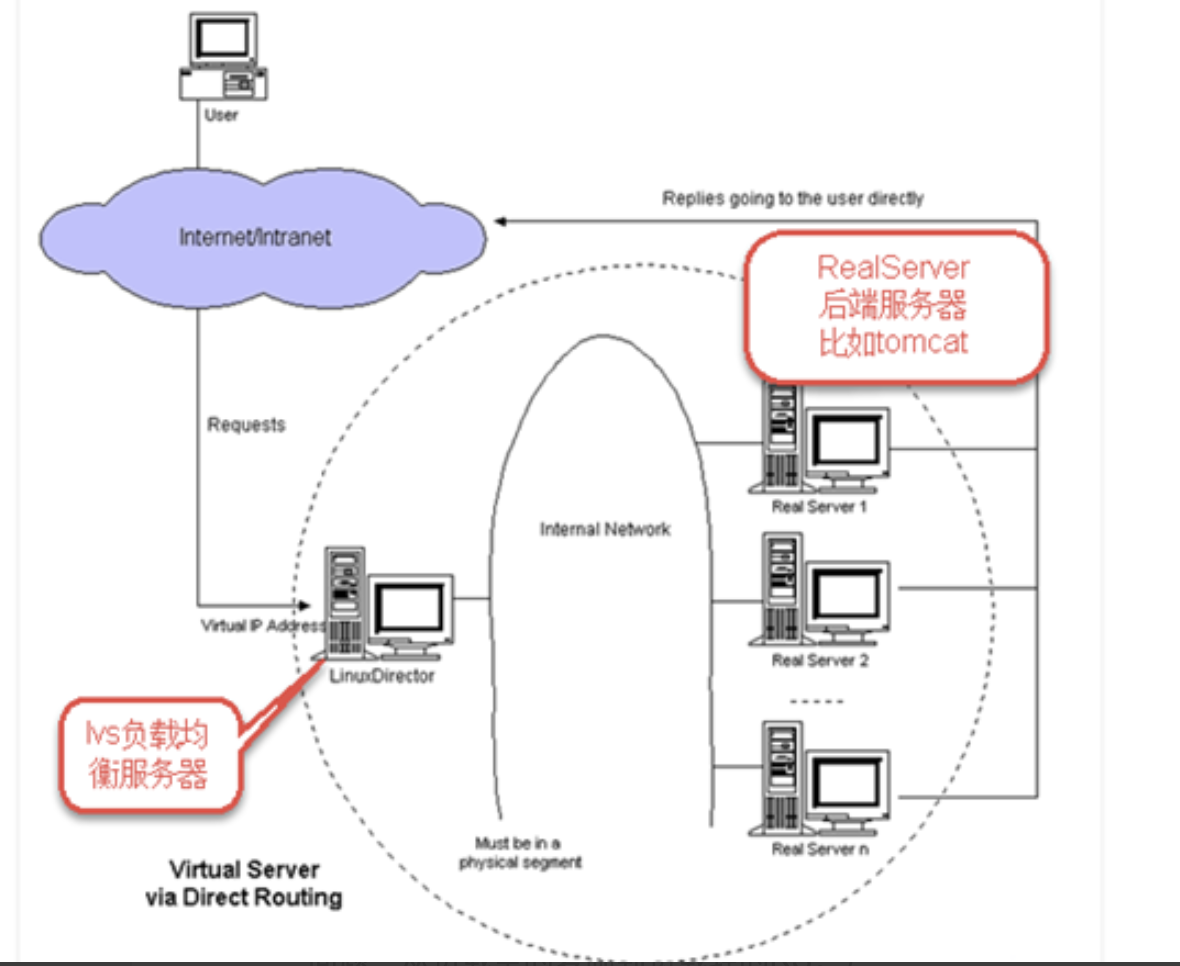 User
Internet/Intranet
Replies going to the user directly
RealServer
后端服务器
比如tomcat
Requests
Real Server 1
Internal Network
Virtual IP Address
LinuxDirector
Real Server 2
lvs负载均
衡服务器
Real Server n
Must be in a
physical segment
Virtual Server
via Direct Routing